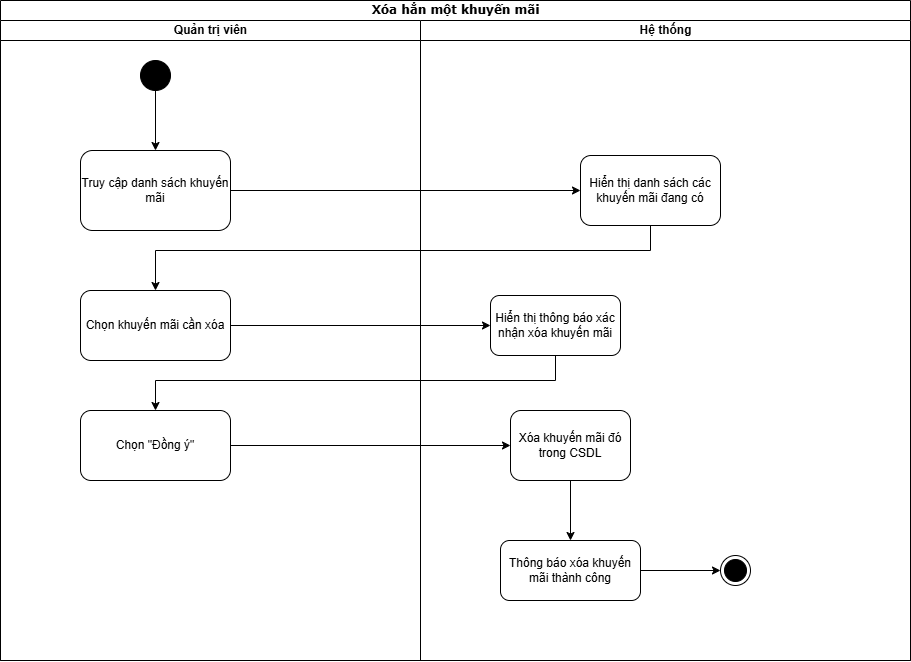 Xóa hẳn một khuyến mãi
Quản trị viên
Hệ thống
Truy cập danh sách khuyến
mãi
Hiển thị danh sách các
khuyến mãi đang có
Chọn khuyến mãi cần xóa
Hiển thị thông báo xác
nhận xóa khuyến mãi
Chọn "Đồng ý"
Xóa khuyến mãi đó
trong CSDL
Thông báo xóa khuyến
mãi thành công